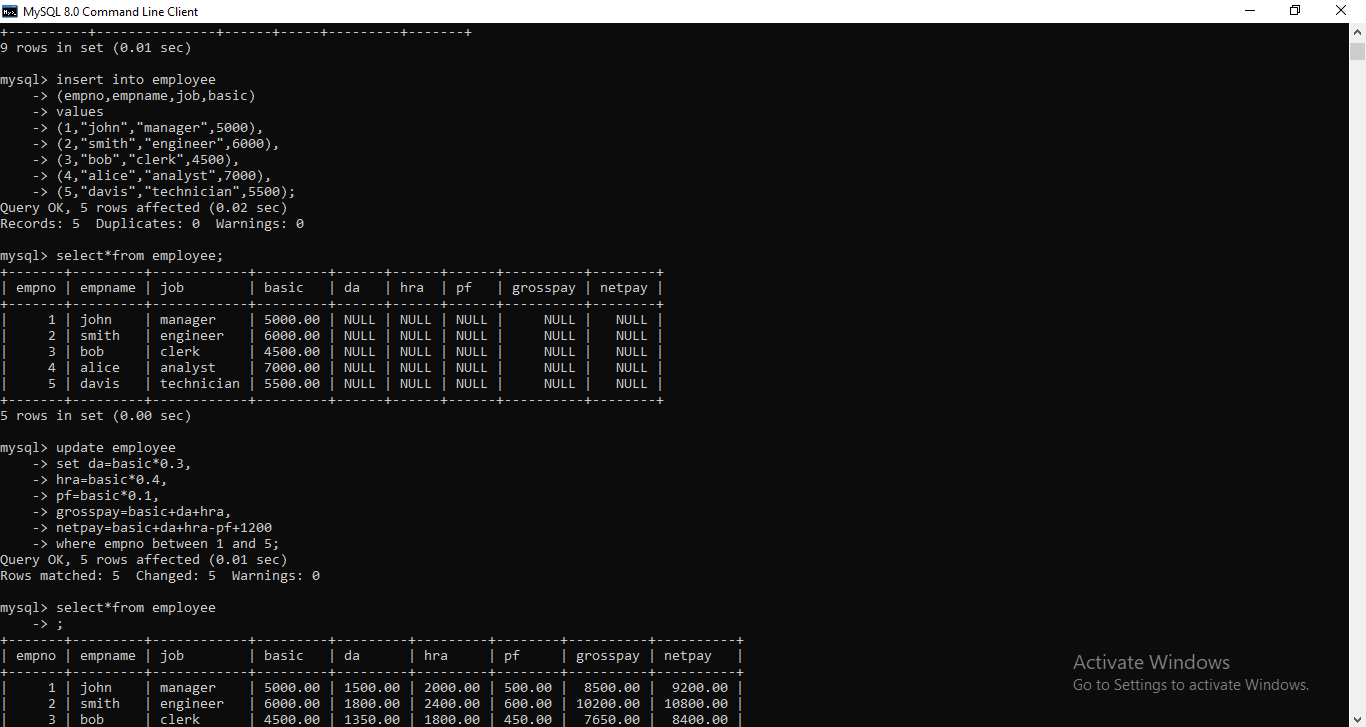 MySQL 8.0 Command Line Client
+----------+---------------+------+-----+---------+-------+
9 rows in set (0.01 sec)
mysql> insert into employee
    -> (empno,empname,job,basic)
    -> values
    -> (1,"john","manager",5000),
    -> (2,"smith","engineer",6000),
    -> (3,"bob","clerk",4500),
    -> (4,"alice","analyst",7000),
    -> (5,"davis","technician",5500);
Query OK, 5 rows affected (0.02 sec)
Records: 5  Duplicates: 0  Warnings: 0
mysql> select*from employee;
+-------+---------+------------+---------+------+------+------+----------+--------+
| empno | empname | job        | basic   | da   | hra  | pf   | grosspay | netpay |
+-------+---------+------------+---------+------+------+------+----------+--------+
|     1 | john    | manager    | 5000.00 | NULL | NULL | NULL |     NULL |   NULL |
|     2 | smith   | engineer   | 6000.00 | NULL | NULL | NULL |     NULL |   NULL |
|     3 | bob     | clerk      | 4500.00 | NULL | NULL | NULL |     NULL |   NULL |
|     4 | alice   | analyst    | 7000.00 | NULL | NULL | NULL |     NULL |   NULL |
|     5 | davis   | technician | 5500.00 | NULL | NULL | NULL |     NULL |   NULL |
+-------+---------+------------+---------+------+------+------+----------+--------+
5 rows in set (0.00 sec)
mysql> update employee
    -> set da=basic*0.3,
    -> hra=basic*0.4,
    -> pf=basic*0.1,
    -> grosspay=basic+da+hra,
    -> netpay=basic+da+hra-pf+1200
    -> where empno between 1 and 5;
Query OK, 5 rows affected (0.01 sec)
Rows matched: 5  Changed: 5  Warnings: 0
mysql> select*from employee
    -> ;
+-------+---------+------------+---------+---------+---------+--------+----------+----------+
| empno | empname | job        | basic   | da      | hra     | pf     | grosspay | netpay   |
+-------+---------+------------+---------+---------+---------+--------+----------+----------+
|     1 | john    | manager    | 5000.00 | 1500.00 | 2000.00 | 500.00 |  8500.00 |  9200.00 |
|     2 | smith   | engineer   | 6000.00 | 1800.00 | 2400.00 | 600.00 | 10200.00 | 10800.00 |
|     3 | bob     | clerk      | 4500.00 | 1350.00 | 1800.00 | 450.00 |  7650.00 |  8400.00 |
Activate Windows
Go to Settings to activate Windows.